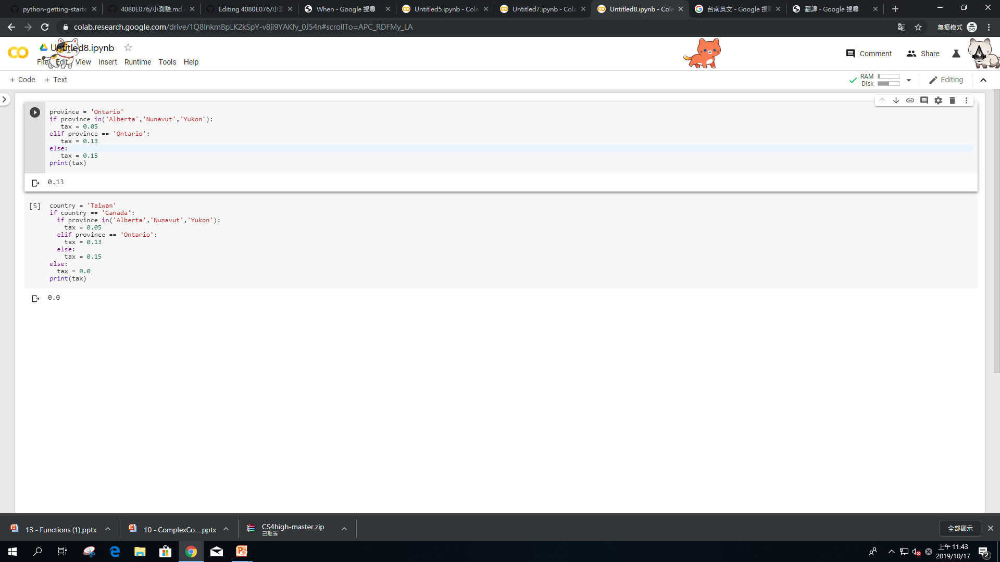 python-getting-starte
4080E076/小測驗.md
Editing 4080E076/小
When - Google 搜尋
Untitled5.ipynb - Cola
Untitled7.ipynb - Cola
Untitled8.ipynb - Cola
台南英文 - Google 搜
翻譯 - Google 搜尋
colab.research.google.com/drive/1Q8InkmBpLK2kSpY-v8ji9YAKfy_0J54n#scrollTo=APC_RDFMy_LA
無痕模式
CO
Untitled8.ipynb
File Edit View Insert Runtime Tools Help
Comment
Share
+ Code + Text
RAM
Disk
Editing
province = 'Ontario'
if province in('Alberta','Nunavut','Yukon'):
tax = 0.05
elif province == 'Ontario':
tax = 0.13
else:
tax = 0.15
print(tax)
0.13
[5] country = 'Taiwan'
if country == 'Canada':
if province in('Alberta','Nunavut','Yukon'):
tax = 0.05
elif province == 'Ontario':
tax = 0.13
else:
tax = 0.15
else:
tax = 0.0
print(tax)
0.0
13 - Functions (1).pptx
10 - ComplexCo....pptx
CS4high-master.zip
已取消
全部顯示
上午 11:43
2019/10/17
2